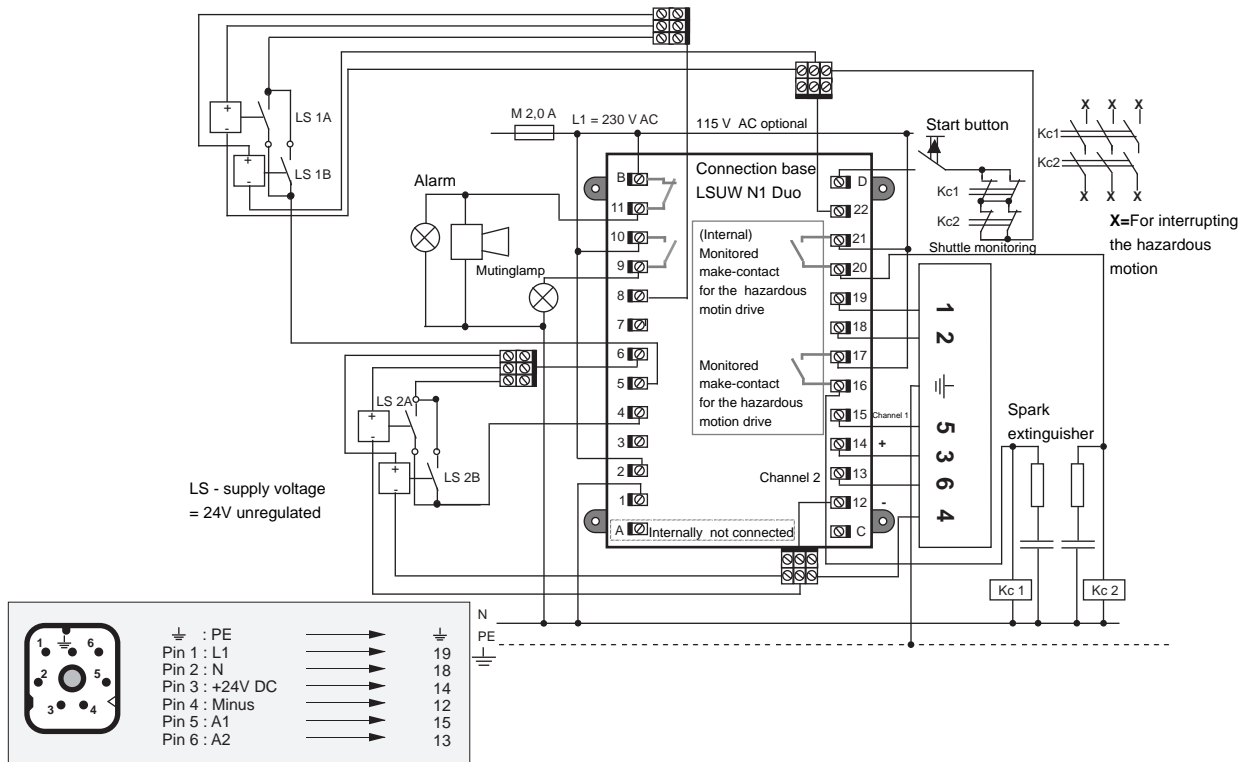 M 2,0 A
L1 = 230 V AC
115 V AC optional
Start button
LS 1A
LS 1B
+
-
+
-
Alarm
Mutinglamp
Connection base
LSUW N1 Duo
B
11
10
9
8
7
6
5
4
3
2
1
A
(Internal)
Monitored
make-contact
for the hazardous
motin drive
Monitored
make-contact
for the hazardous
motion drive
Channel 2
Internally not connected
D
22
21
20
19
18
17
16
15 Channel 1
14 +
13
12 -
C
Kc1
Kc2
Shuttle monitoring
X X X
Kc1
Kc2
X X X
X=For interrupting
the hazardous
motion
1
2
5
3
6
4
Spark
extinguisher
Kc 1
Kc 2
LS 2A
LS 2B
+
-
+
-
LS - supply voltage
= 24V unregulated
N
PE
1
6
2
5
3
4
: PE
Pin 1 : L1 19
Pin 2 : N 18
Pin 3 : +24V DC 14
Pin 4 : Minus 12
Pin 5 : A1 15
Pin 6 : A2 13